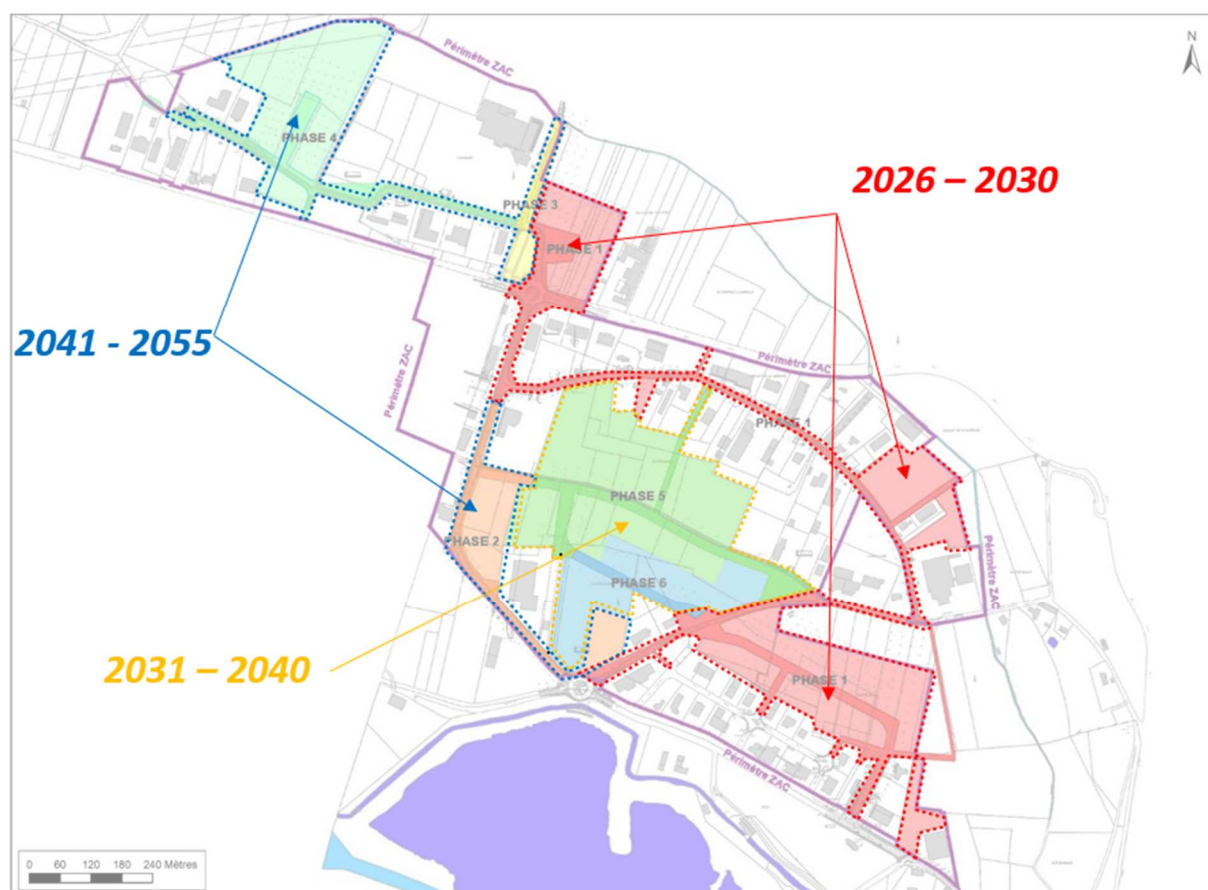 N
Périmètre ZAC
PHASE 4
2026 – 2030
PHASE 3
PHASE 1
2041 - 2055
Périmètre ZAC
Périmètre ZAC
PHASE 1
PHASE 5
PHASE 2
Périmètre ZAC
PHASE 6
2031 – 2040
PHASE 1
Périmètre ZAC
0 60 120 180 240 Mètres